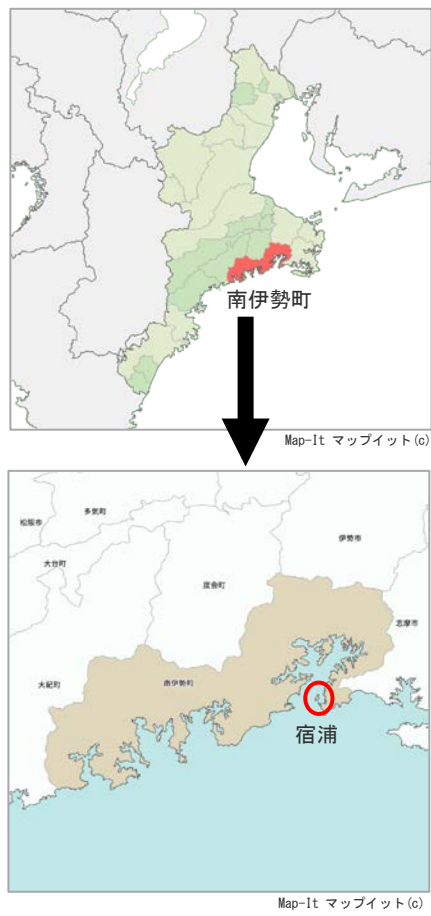 南伊勢町
Map-It マップイット(c)
多気町
松阪市
伊勢市
大台町
度会町
志摩市
大紀町
南伊勢町
宿浦
Map-It マップイット(c)